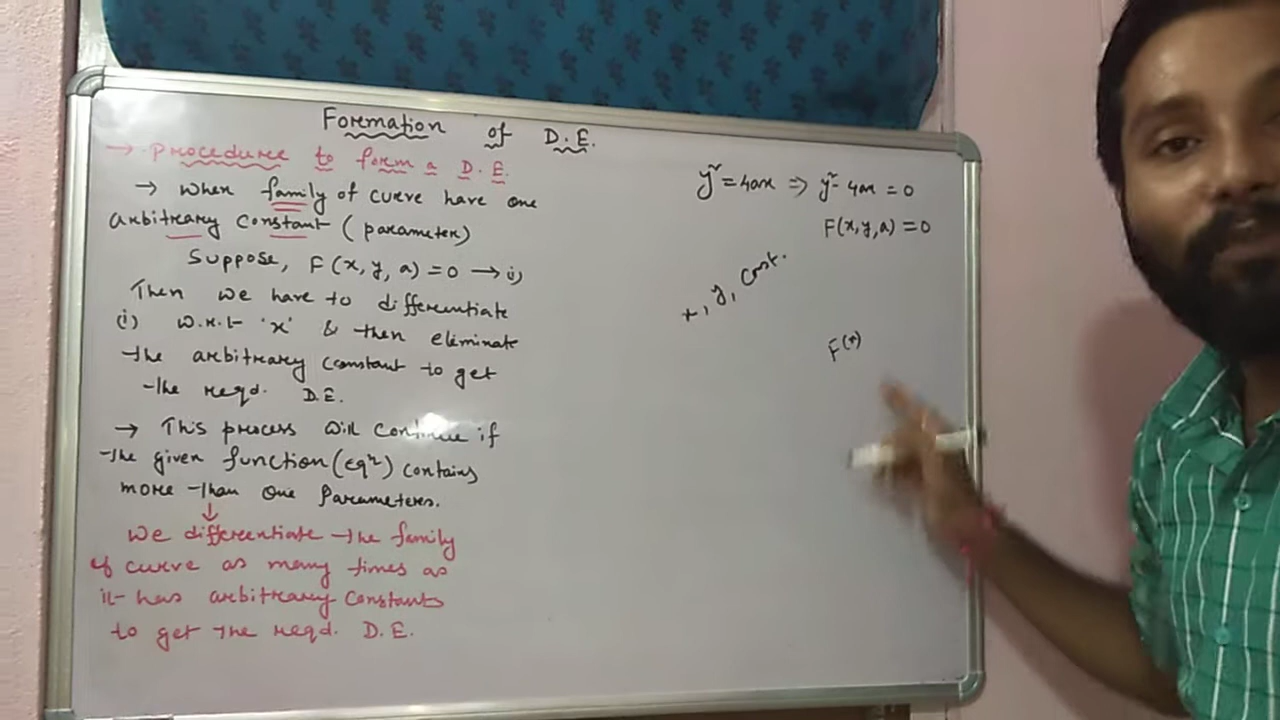 Formation of D.E.
→ Procedure to form a D.E.
→ When family of curve have one
arbitrary constant (parameter)
Suppose, F(x, y, a) = 0 → i)
Then we have to differentiate
(i) w.r.t 'x' & then eliminate
the arbitrary constant to get
the reqd. D.E.
→ This process will continue if
the given function (eqⁿ) contains
more than one parameters.
↓
We differentiate the family
of curve as many times as
it has arbitrary constants
to get the reqd. D.E.
y² = 4ax ⇒ y² - 4ax = 0
F(x, y, a) = 0
x, y, const.
F(x)